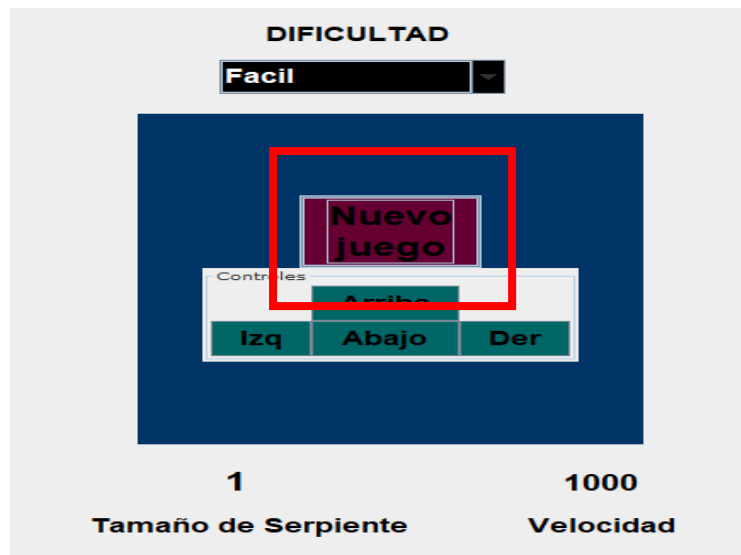 DIFICULTAD
Facil
Nuevo
juego
Controles
Arriba
Izq Abajo Der
1 1000
Tamaño de Serpiente Velocidad